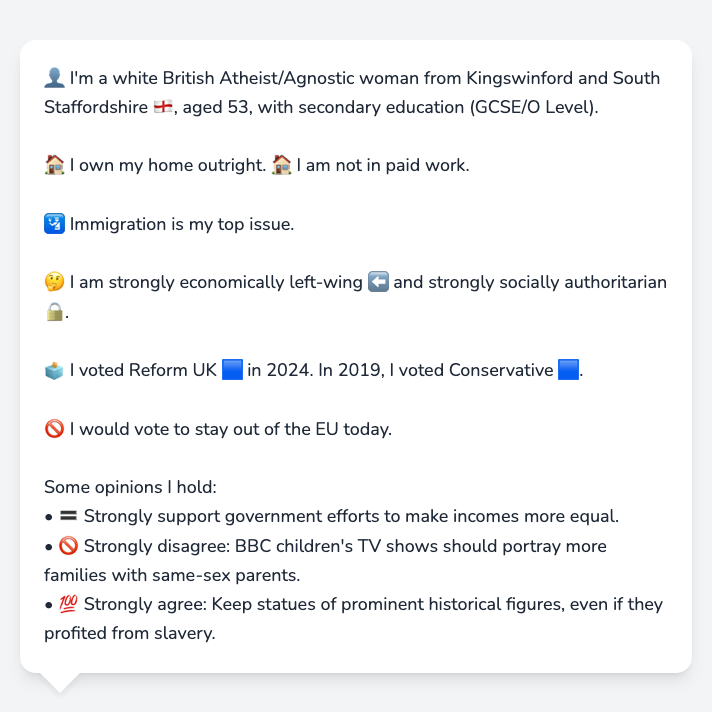 👤 I'm a white British Atheist/Agnostic woman from Kingswinford and South
Staffordshire 🏴󠁧󠁢󠁥󠁮󠁧󠁿, aged 53, with secondary education (GCSE/O Level).
🏠 I own my home outright. 🏠 I am not in paid work.
🛂 Immigration is my top issue.
🤔 I am strongly economically left-wing ⬅️ and strongly socially authoritarian
🔒.
🗳️ I voted Reform UK 🟦 in 2024. In 2019, I voted Conservative 🟦.
🚫 I would vote to stay out of the EU today.
Some opinions I hold:
• 🟰 Strongly support government efforts to make incomes more equal.
• 🚫 Strongly disagree: BBC children's TV shows should portray more
families with same-sex parents.
• 💯 Strongly agree: Keep statues of prominent historical figures, even if they
profited from slavery.